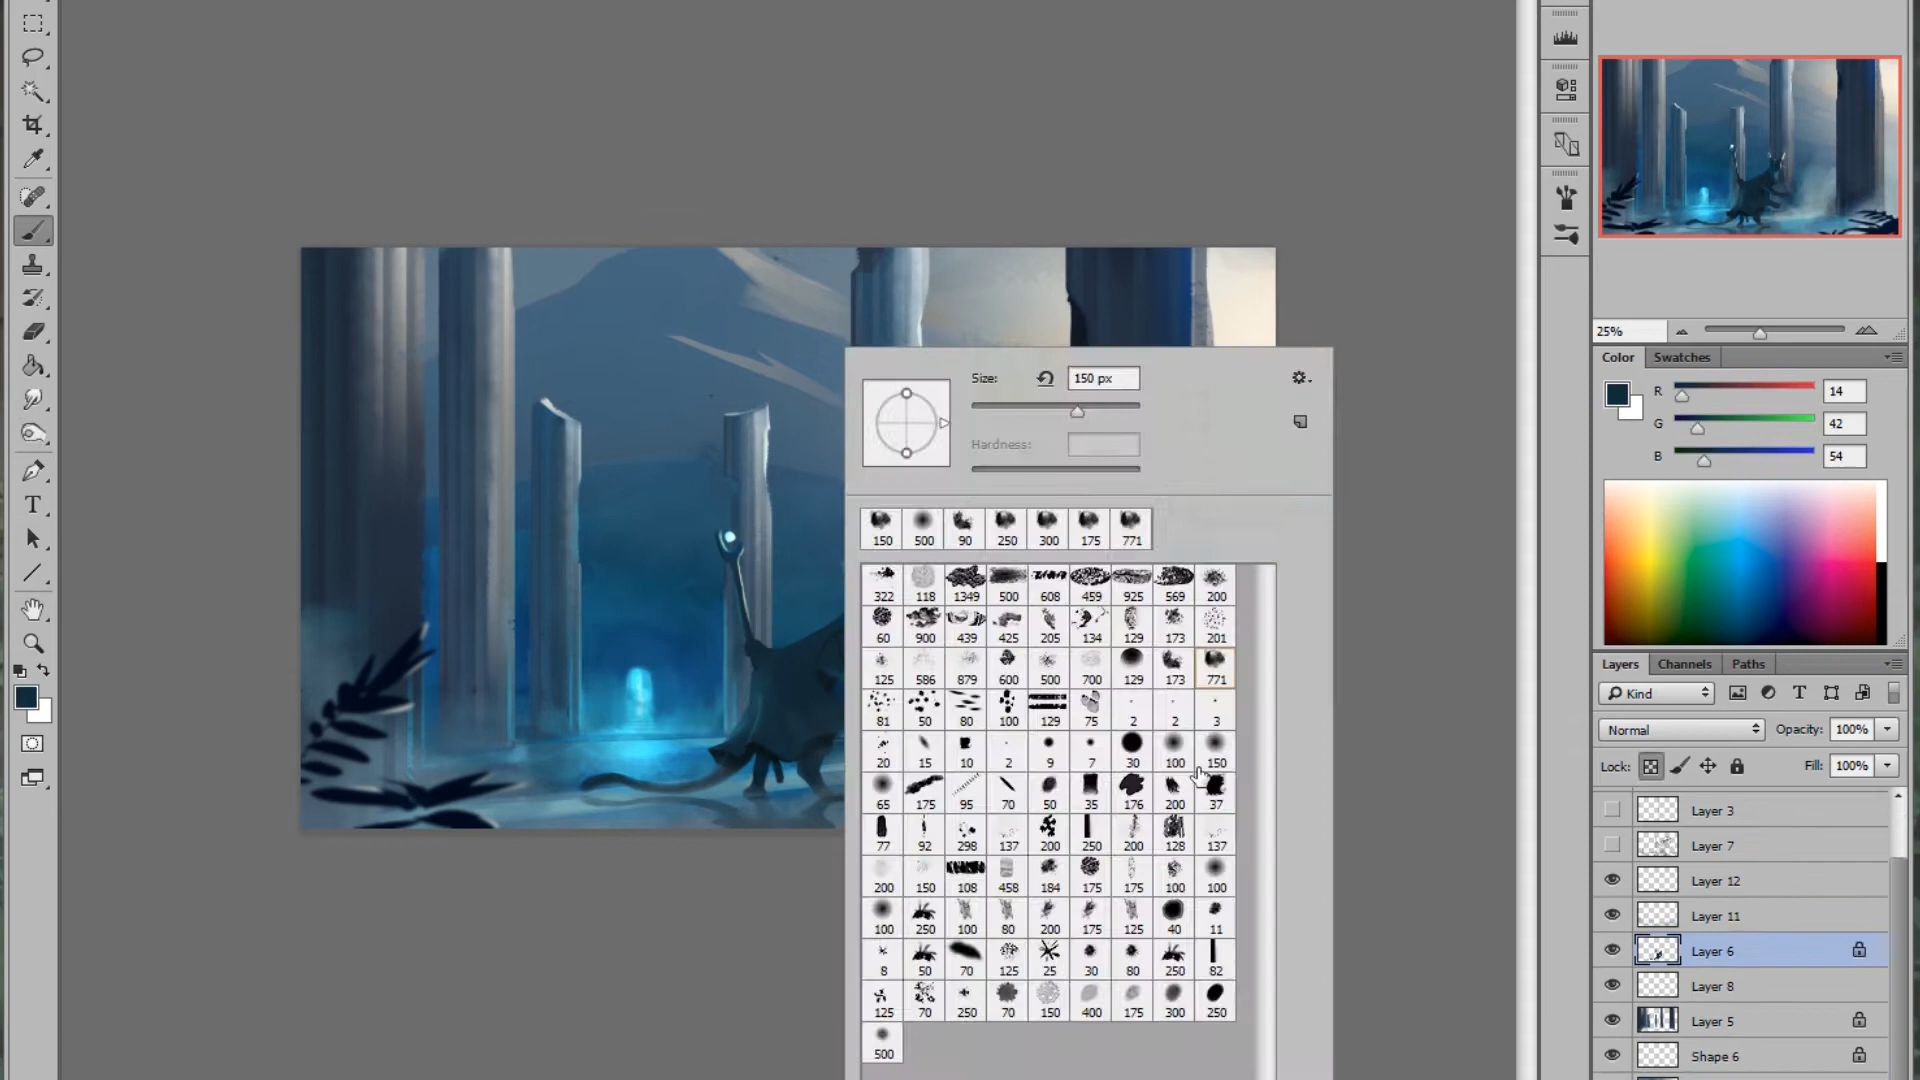 25%
Color Swatches
Size: 150 px
R 14
G 42
Hardness:
B 54
150 500 90 250 300 175 771
322 118 1349 500 608 459 925 569 200
60 900 439 425 205 134 129 173 201
125 586 879 600 500 700 129 173 771
81 50 80 100 129 75 2 2 3
20 15 10 2 9 7 30 100 150
65 175 95 70 50 35 176 200 37
77 92 298 137 200 250 200 128 137
200 150 108 458 184 175 175 100 100
100 250 100 80 200 175 125 40 11
8 50 70 125 25 30 80 250 82
125 70 250 70 150 400 175 300 250
500
Layers Channels Paths
Kind
Normal Opacity: 100%
Lock: Fill: 100%
Layer 3
Layer 7
Layer 12
Layer 11
Layer 6
Layer 8
Layer 5
Shape 6